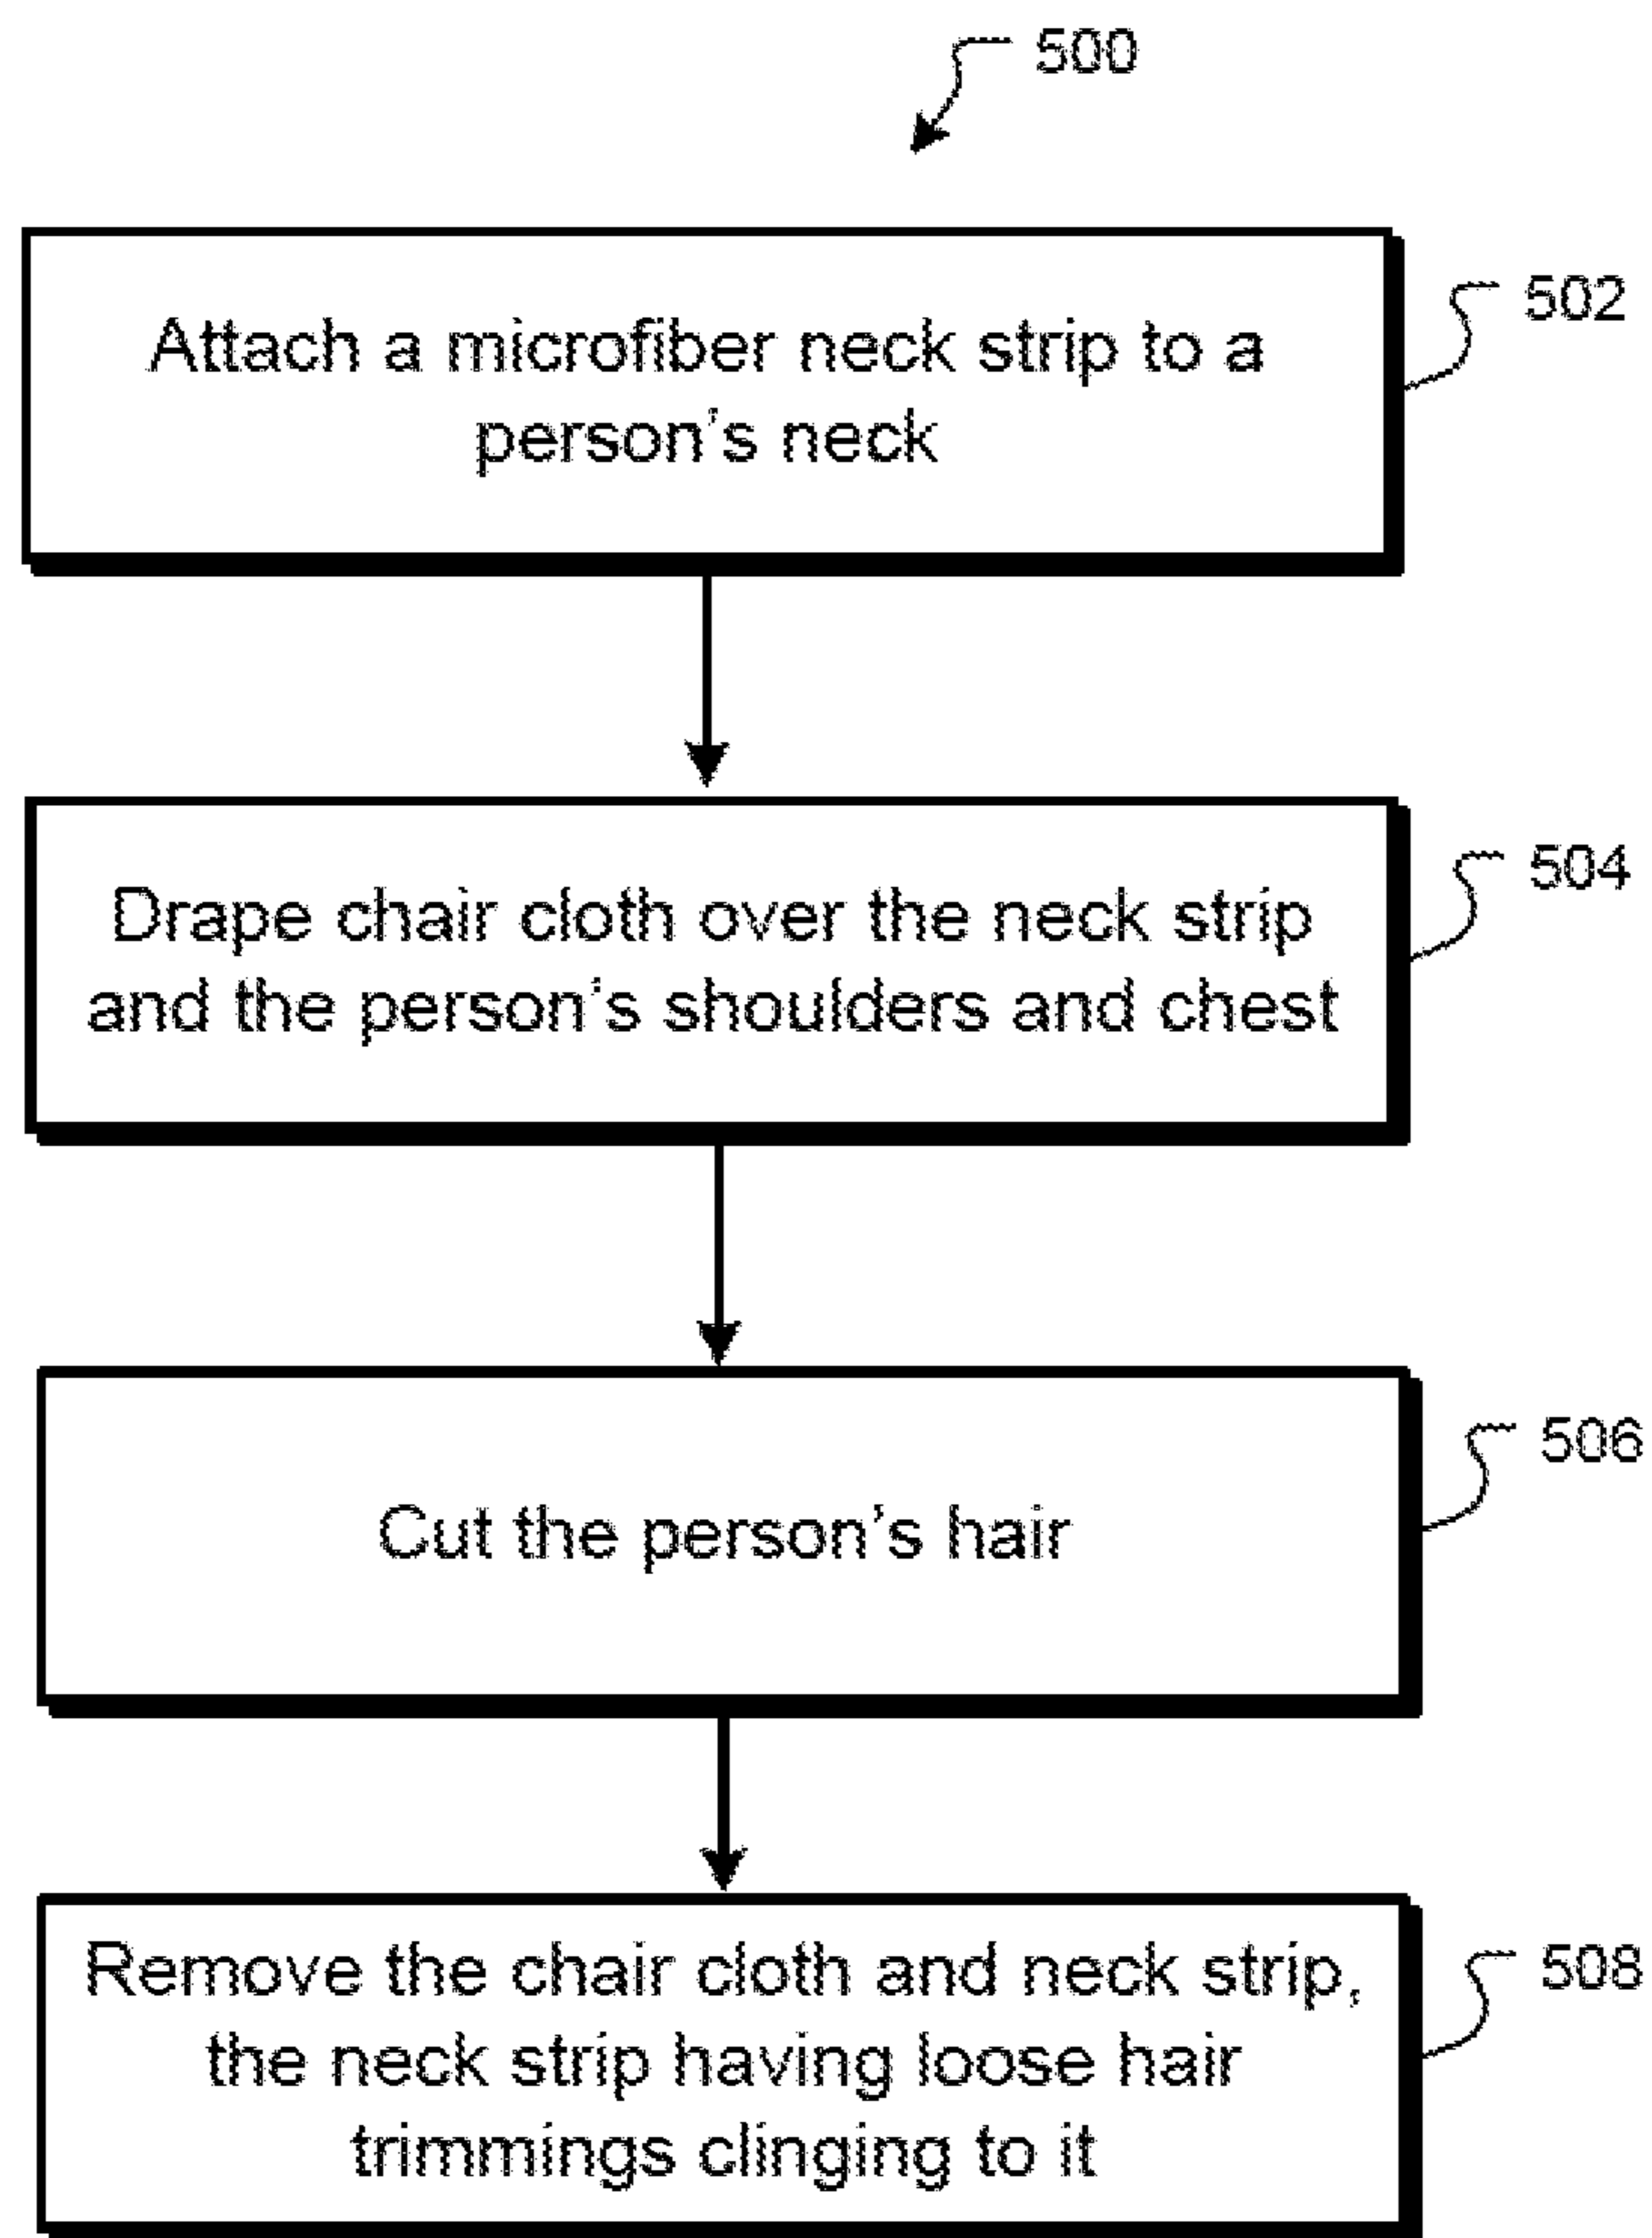 500
Attach a microfiber neck strip to a
person's neck
502
Drape chair cloth over the neck strip
and the person's shoulders and chest
504
Cut the person's hair
506
Remove the chair cloth and neck strip,
the neck strip having loose hair
trimmings clinging to it
508